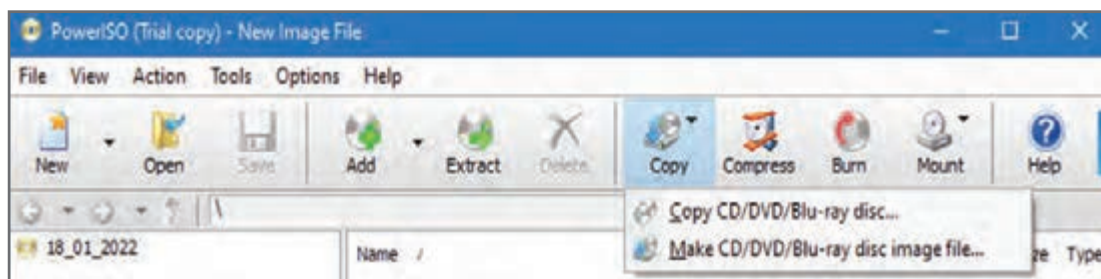 PowerISO (Trial copy) - New Image File
File View Action Tools Options Help
New Open Save Add Extract Delete Copy Compress Burn Mount Help
\
Copy CD/DVD/Blu-ray disc...
18_01_2022 Name / Make CD/DVD/Blu-ray disc image file... ze Type